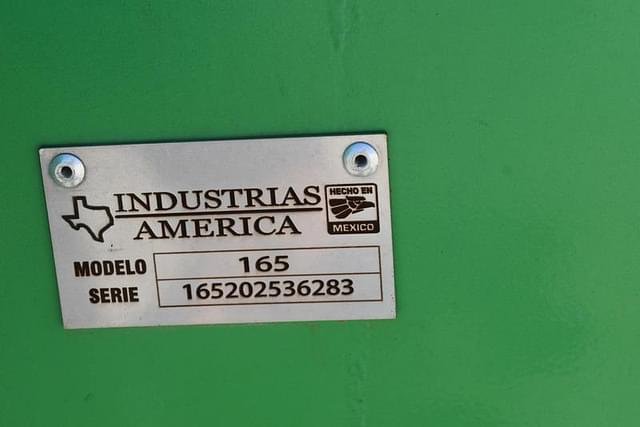 INDUSTRIAS
AMERICA
HECHO EN
MEXICO
MODELO 165
SERIE 165202536283